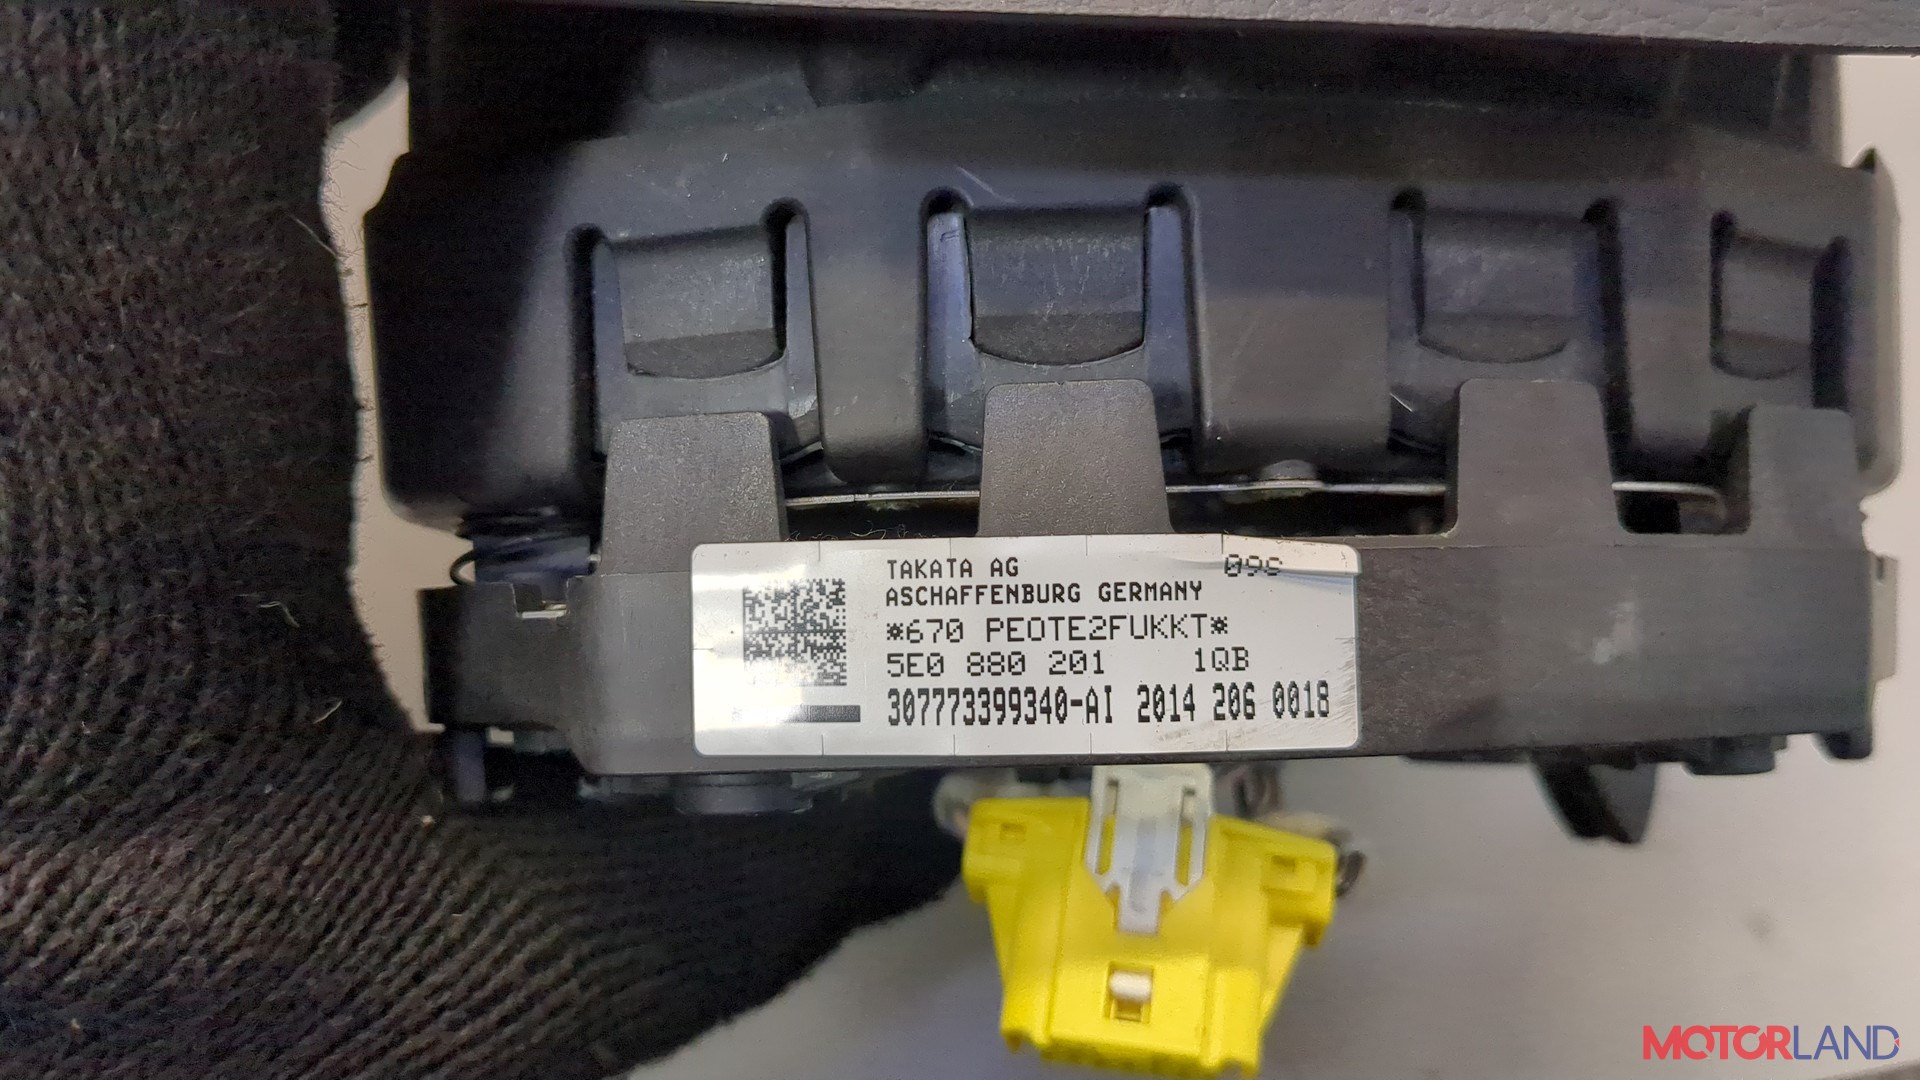 TAKATA AG
ASCHAFFENBURG GERMANY
*670 PEOTE2FUKKT*
5E0 880 201 1QB
307773399340-AI 2014 206 0018
MOTORLAND